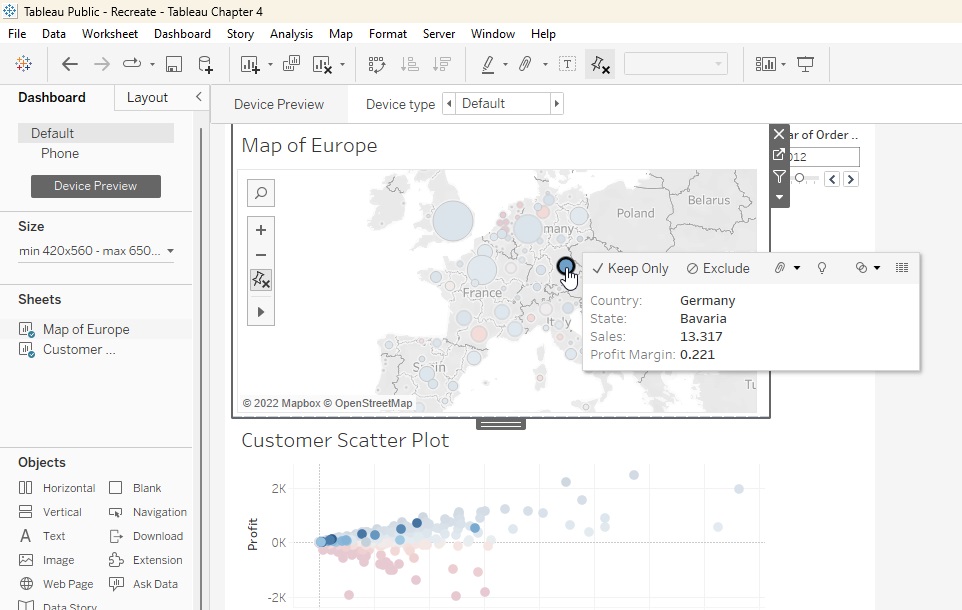 Tableau Public - Recreate - Tableau Chapter 4
File Data Worksheet Dashboard Story Analysis Map Format Server Window Help
Dashboard Layout
Device Preview Device type Default
Default
Phone
Device Preview
Size
min 420x560 - max 650...
Sheets
Map of Europe
Customer ...
Objects
Horizontal Blank
Vertical Navigation
Text Download
Image Extension
Web Page Ask Data
Data Story
Map of Europe
ar of Order ..
012
Poland
Belarus
many
France
Italy
© 2022 Mapbox © OpenStreetMap
Keep Only Exclude
Country: Germany
State: Bavaria
Sales: 13.317
Profit Margin: 0.221
Customer Scatter Plot
Profit
2K
0K
-2K